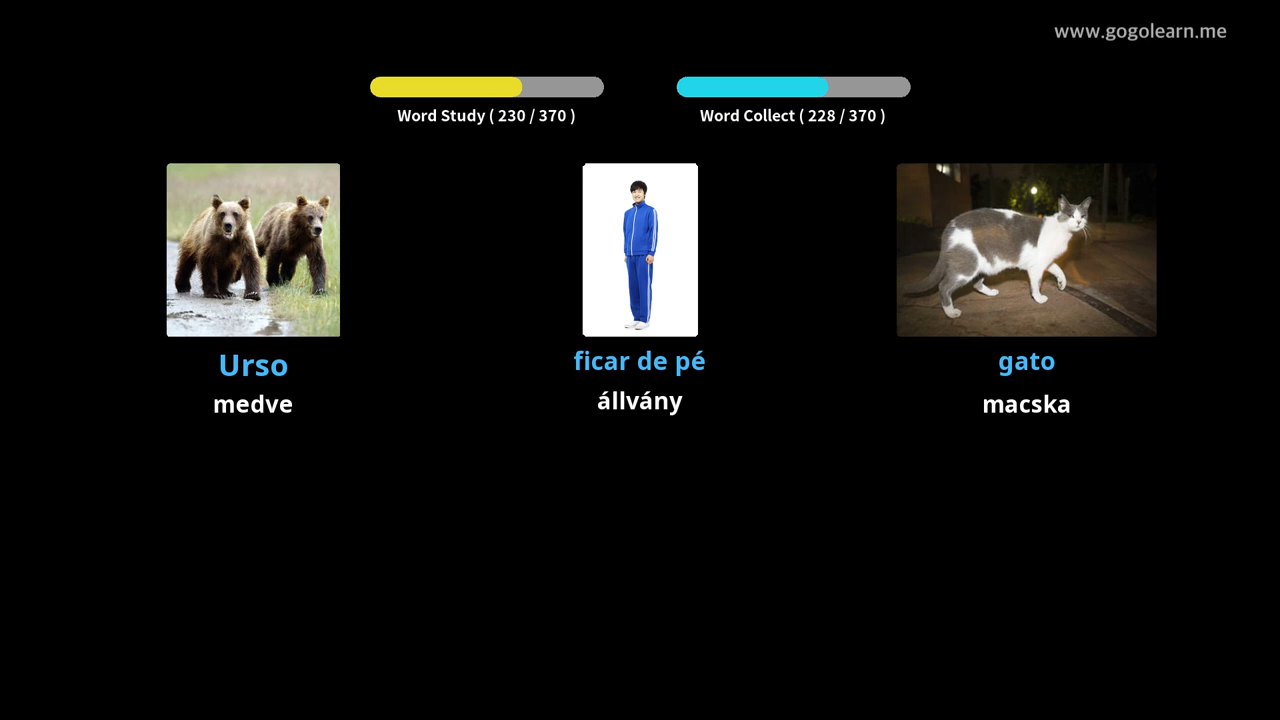 www.gogolearn.me
Word Study ( 230 / 370 )
Word Collect ( 228 / 370 )
Urso
medve
ficar de pé
állvány
gato
macska